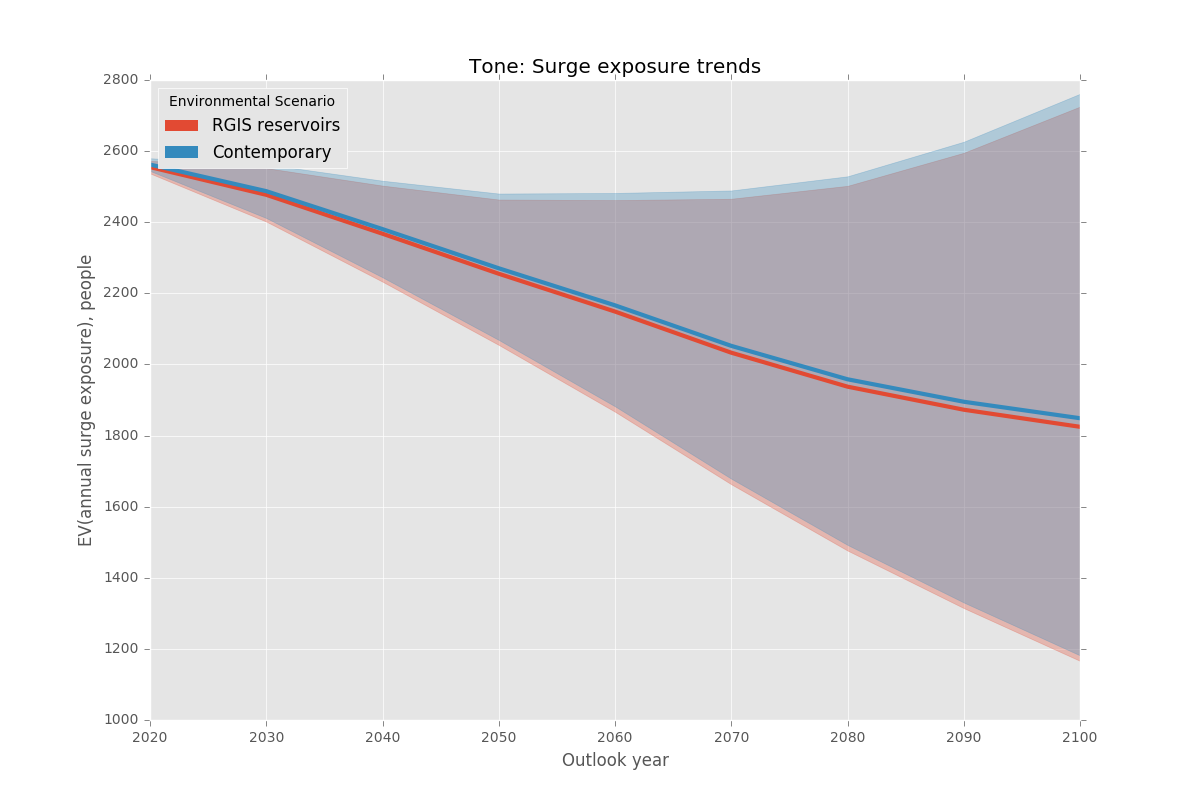 Tone: Surge exposure trends
Environmental Scenario
RGIS reservoirs
Contemporary
EV(annual surge exposure), people
2800
2600
2400
2200
2000
1800
1600
1400
1200
1000
2020 2030 2040 2050 2060 2070 2080 2090 2100
Outlook year